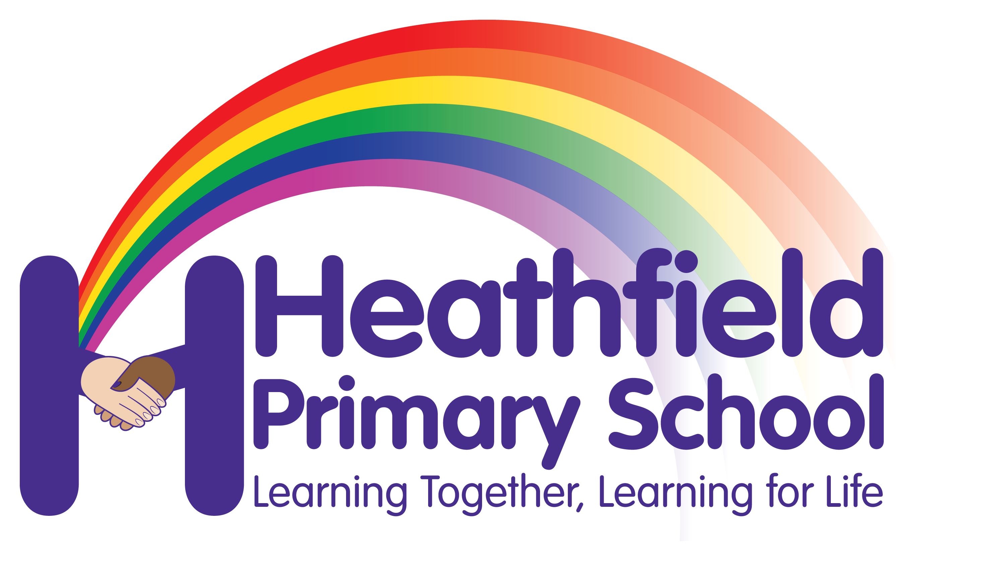 Heathfield
Primary School
Learning Together, Learning for Life